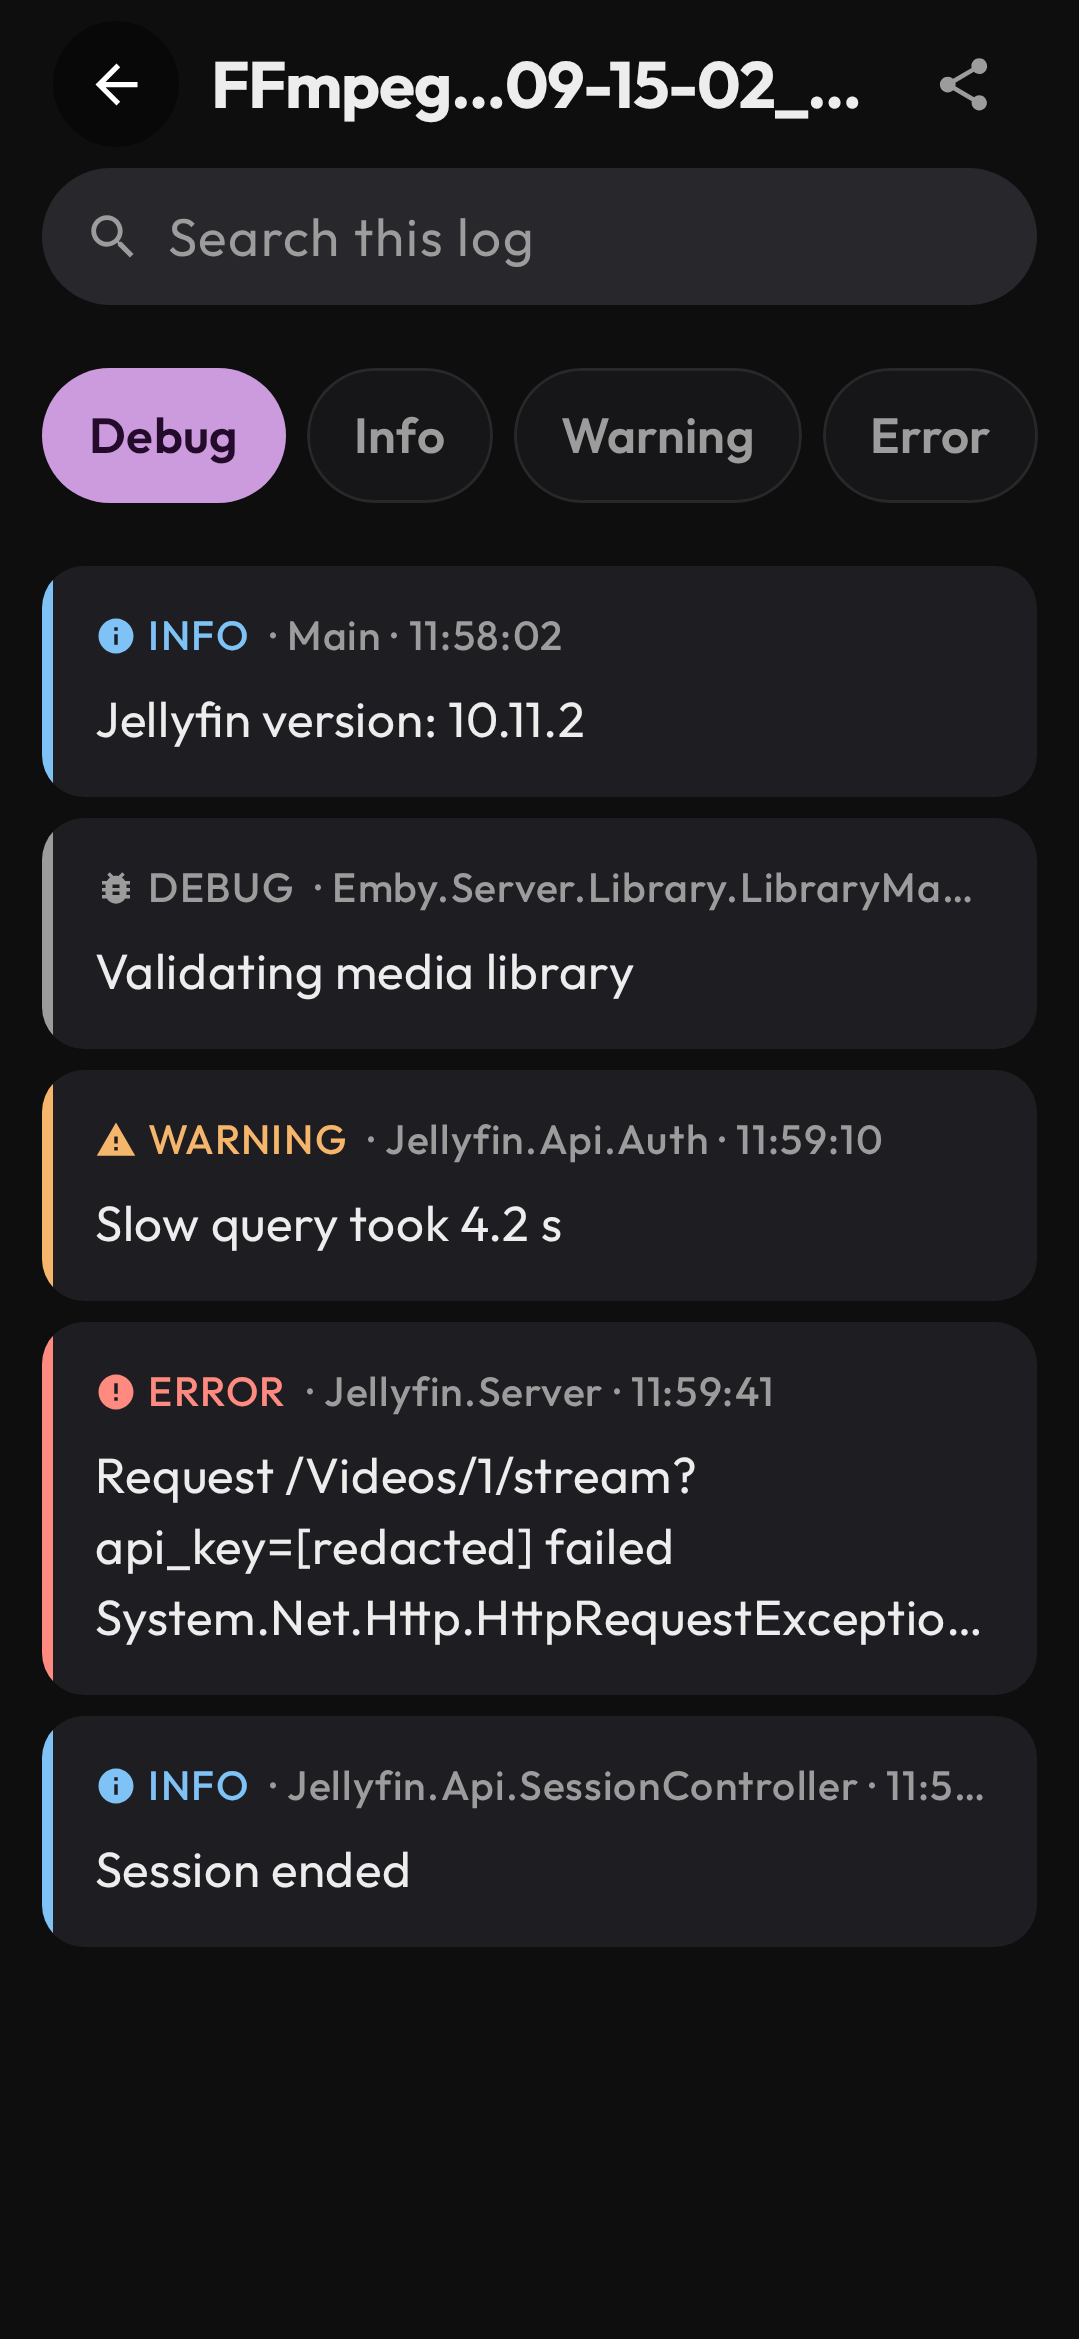 FFmpeg...09-15-02_...
Search this log
Debug Info Warning Error
INFO · Main · 11:58:02
Jellyfin version: 10.11.2
DEBUG · Emby.Server.Library.LibraryMa...
Validating media library
WARNING · Jellyfin.Api.Auth · 11:59:10
Slow query took 4.2 s
ERROR · Jellyfin.Server · 11:59:41
Request /Videos/1/stream?
api_key=[redacted] failed
System.Net.Http.HttpRequestExceptio...
INFO · Jellyfin.Api.SessionController · 11:5...
Session ended